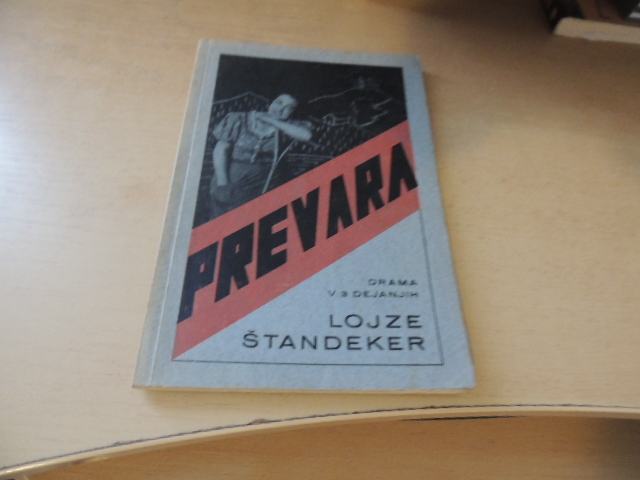 PREVARA
DRAMA
V 3 DEJANJIH
LOJZE
ŠTANDEKER